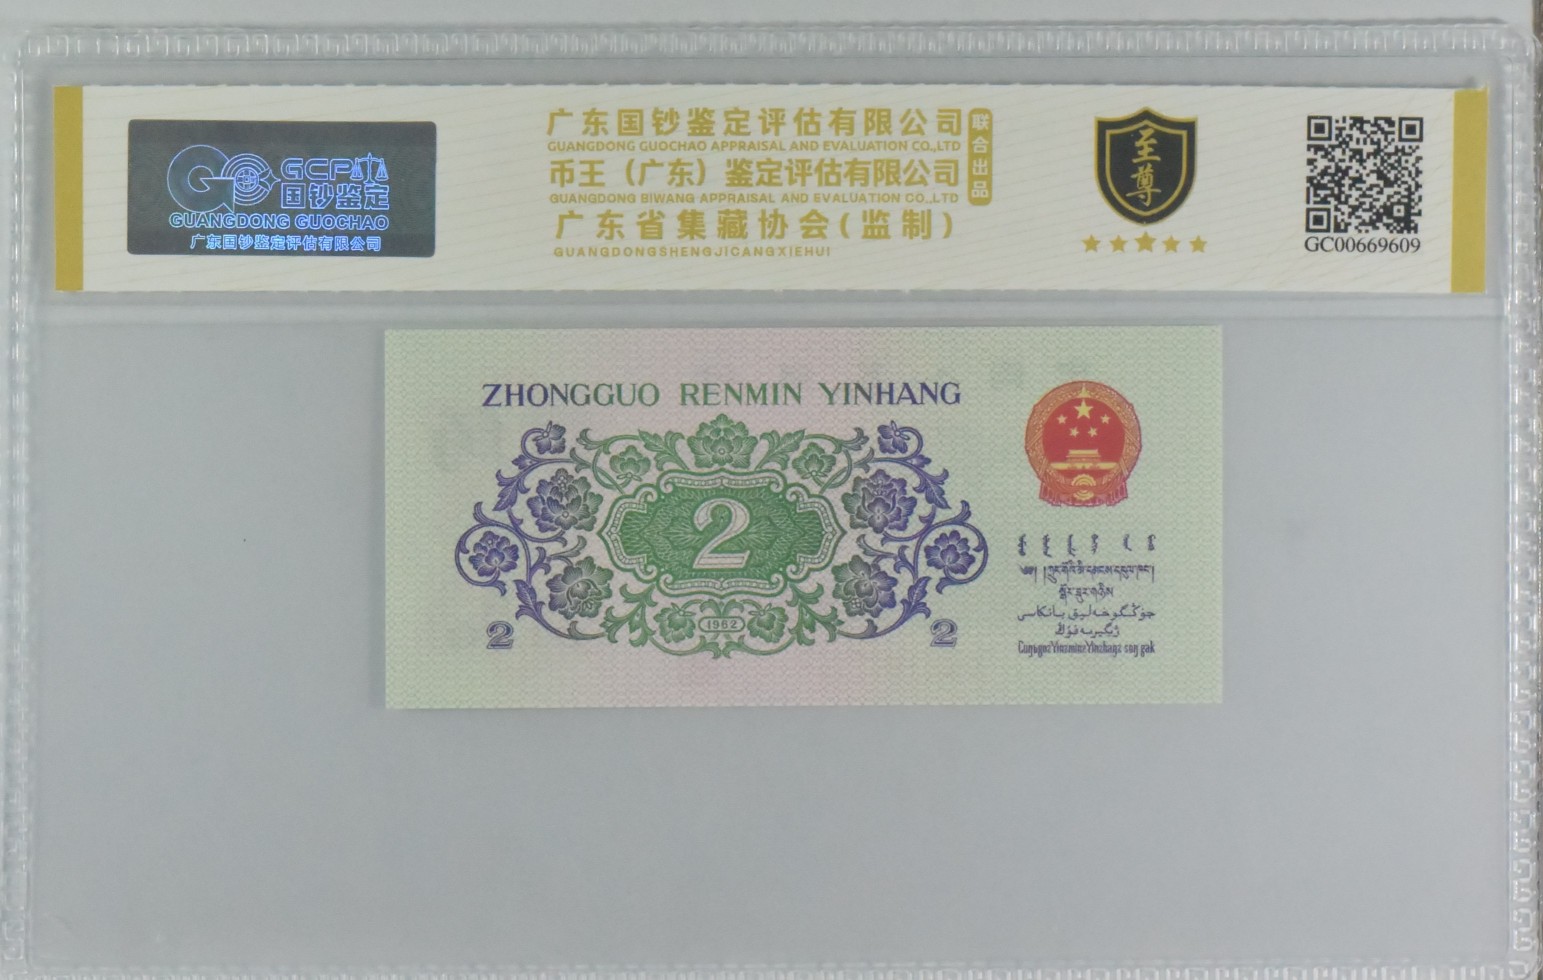 GCP
国钞鉴定
GUANGDONG GUOCHAO
广东国钞鉴定评估有限公司
广东国钞鉴定评估有限公司
GUANGDONG GUOCHAO APPRAISAL AND EVALUATION CO.,LTD
币王（广东）鉴定评估有限公司
GUANGDONG BIWANG APPRAISAL AND EVALUATION CO.,LTD
广东省集藏协会(监制)
GUANGDONGSHENGJICANGXIEHUI
联合出品
至尊
GC00669609
ZHONGGUO RENMIN YINHANG
2
1962
2
2
جۇڭگوخەلىق بانكاسى